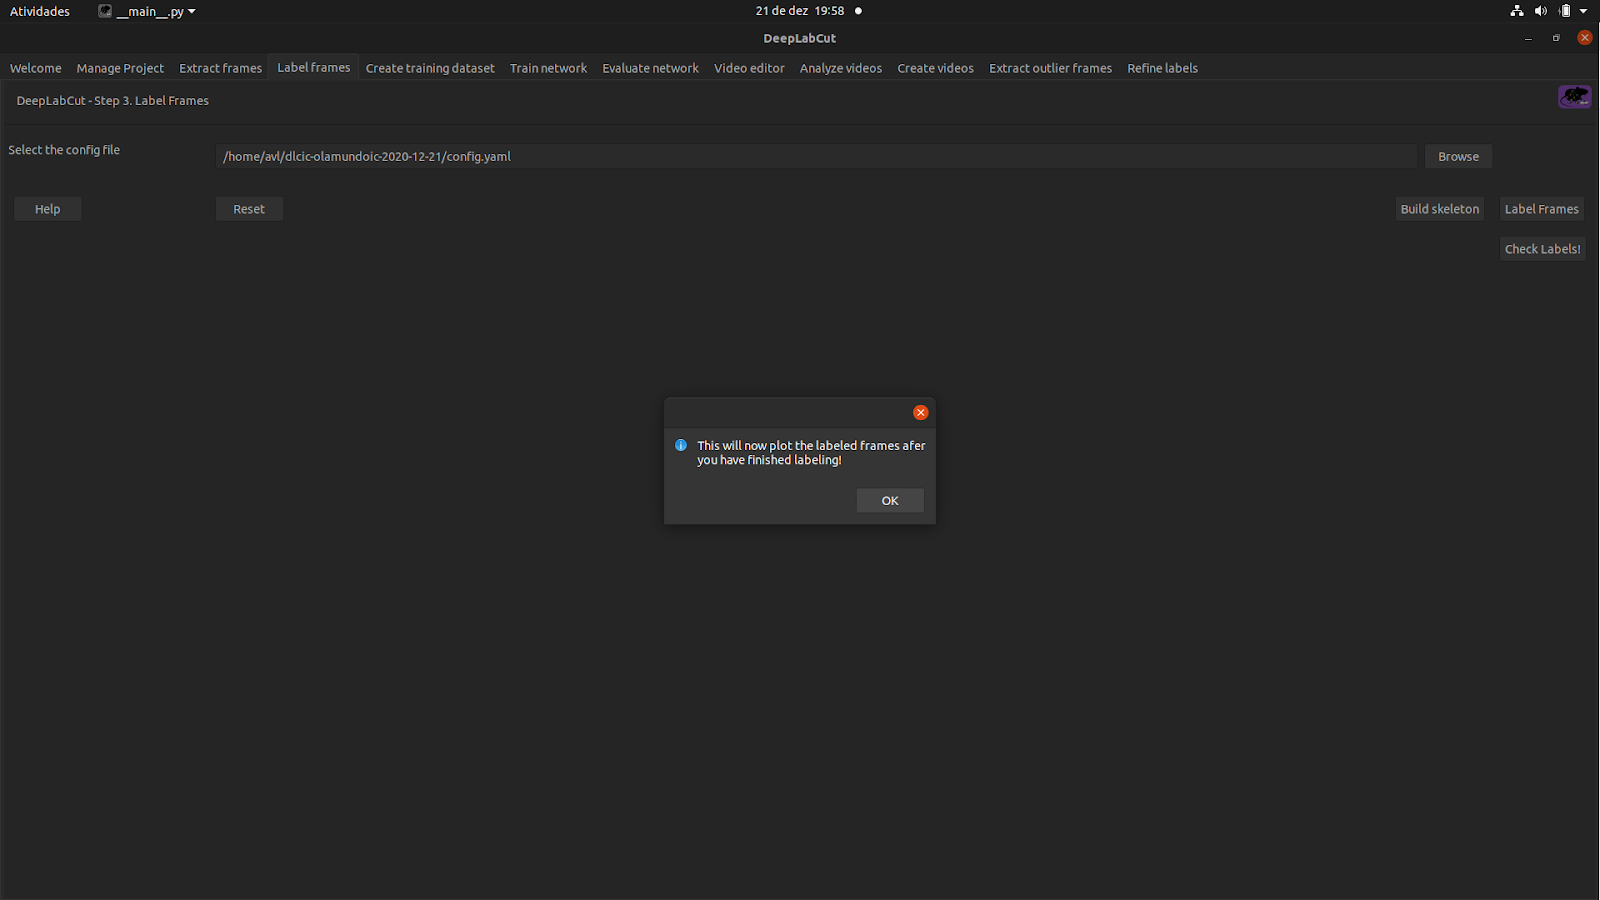 Atividades __main__.py 21 de dez 19:58
DeepLabCut
Welcome Manage Project Extract frames Label frames Create training dataset Train network Evaluate network Video editor Analyze videos Create videos Extract outlier frames Refine labels
DeepLabCut - Step 3. Label Frames
Select the config file /home/avl/dlcic-olamundoic-2020-12-21/config.yaml Browse
Help Reset Build skeleton Label Frames
Check Labels!
This will now plot the labeled frames afer
you have finished labeling!
OK